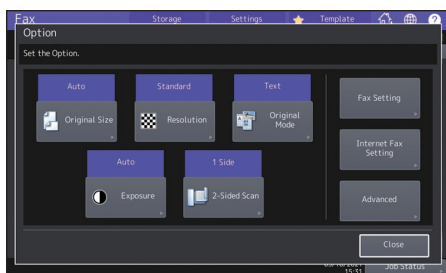 Fax Storage Settings Template
Option
Set the Option.
Auto Standard Text
Original Size Resolution Original
Mode
Fax Setting
Auto 1 Side
Exposure 2-Sided Scan
Internet Fax
Setting
Advanced
Close
Job Status
15:31